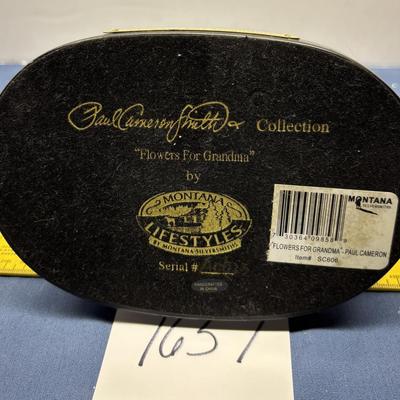 Paul Cameron Smith Collection
"Flowers For Grandma"
by
MONTANA
LIFESTYLES
BY MONTANA SILVERSMITHS
Serial #
HANDCRAFTED
IN CHINA
MONTANA
SILVERSMITHS
"FLOWERS FOR GRANDMA"-PAUL CAMERON
Item# SC606
1651